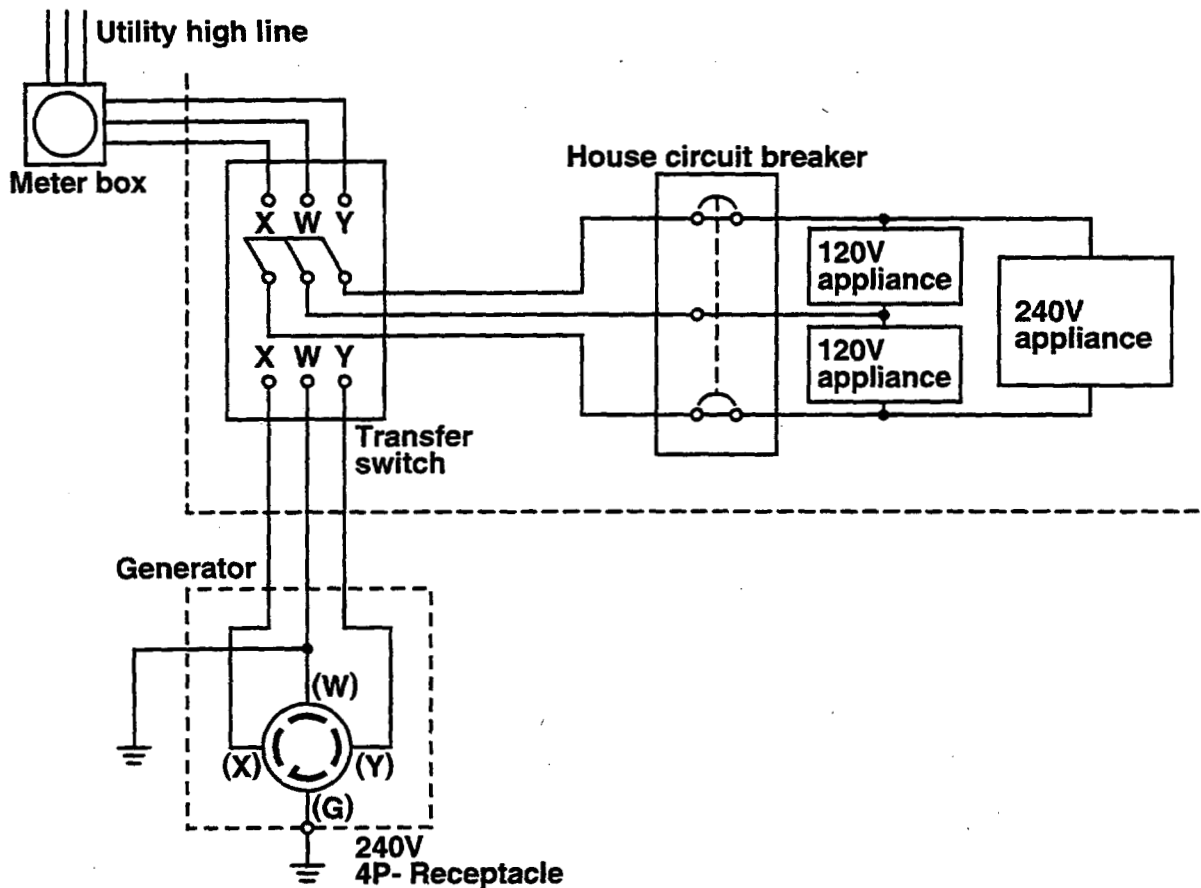 Utility high line
Meter box
X W Y
X W Y
Transfer
switch
House circuit breaker
120V
appliance
120V
appliance
240V
appliance
Generator
(W)
(X)
(Y)
(G)
240V
4P- Receptacle